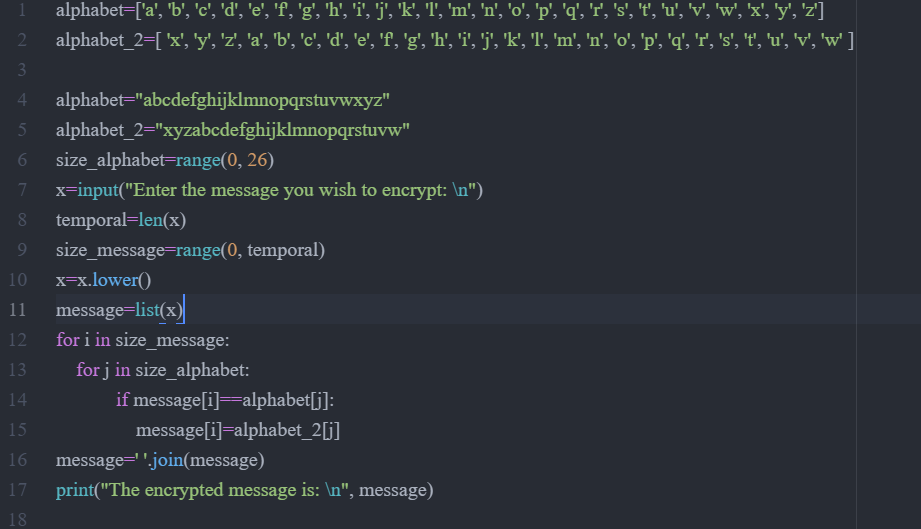 1 alphabet=['a', 'b', 'c', 'd', 'e', 'f', 'g', 'h', 'i', 'j', 'k', 'l', 'm', 'n', 'o', 'p', 'q', 'r', 's', 't', 'u', 'v', 'w', 'x', 'y', 'z']
2 alphabet_2=[ 'x', 'y', 'z', 'a', 'b', 'c', 'd', 'e', 'f', 'g', 'h', 'i', 'j', 'k', 'l', 'm', 'n', 'o', 'p', 'q', 'r', 's', 't', 'u', 'v', 'w' ]
3
4 alphabet="abcdefghijklmnopqrstuvwxyz"
5 alphabet_2="xyzabcdefghijklmnopqrstuvw"
6 size_alphabet=range(0, 26)
7 x=input("Enter the message you wish to encrypt: \n")
8 temporal=len(x)
9 size_message=range(0, temporal)
10 x=x.lower()
11 message=list(x)
12 for i in size_message:
13     for j in size_alphabet:
14             if message[i]==alphabet[j]:
15                 message[i]=alphabet_2[j]
16 message=' '.join(message)
17 print("The encrypted message is: \n", message)
18